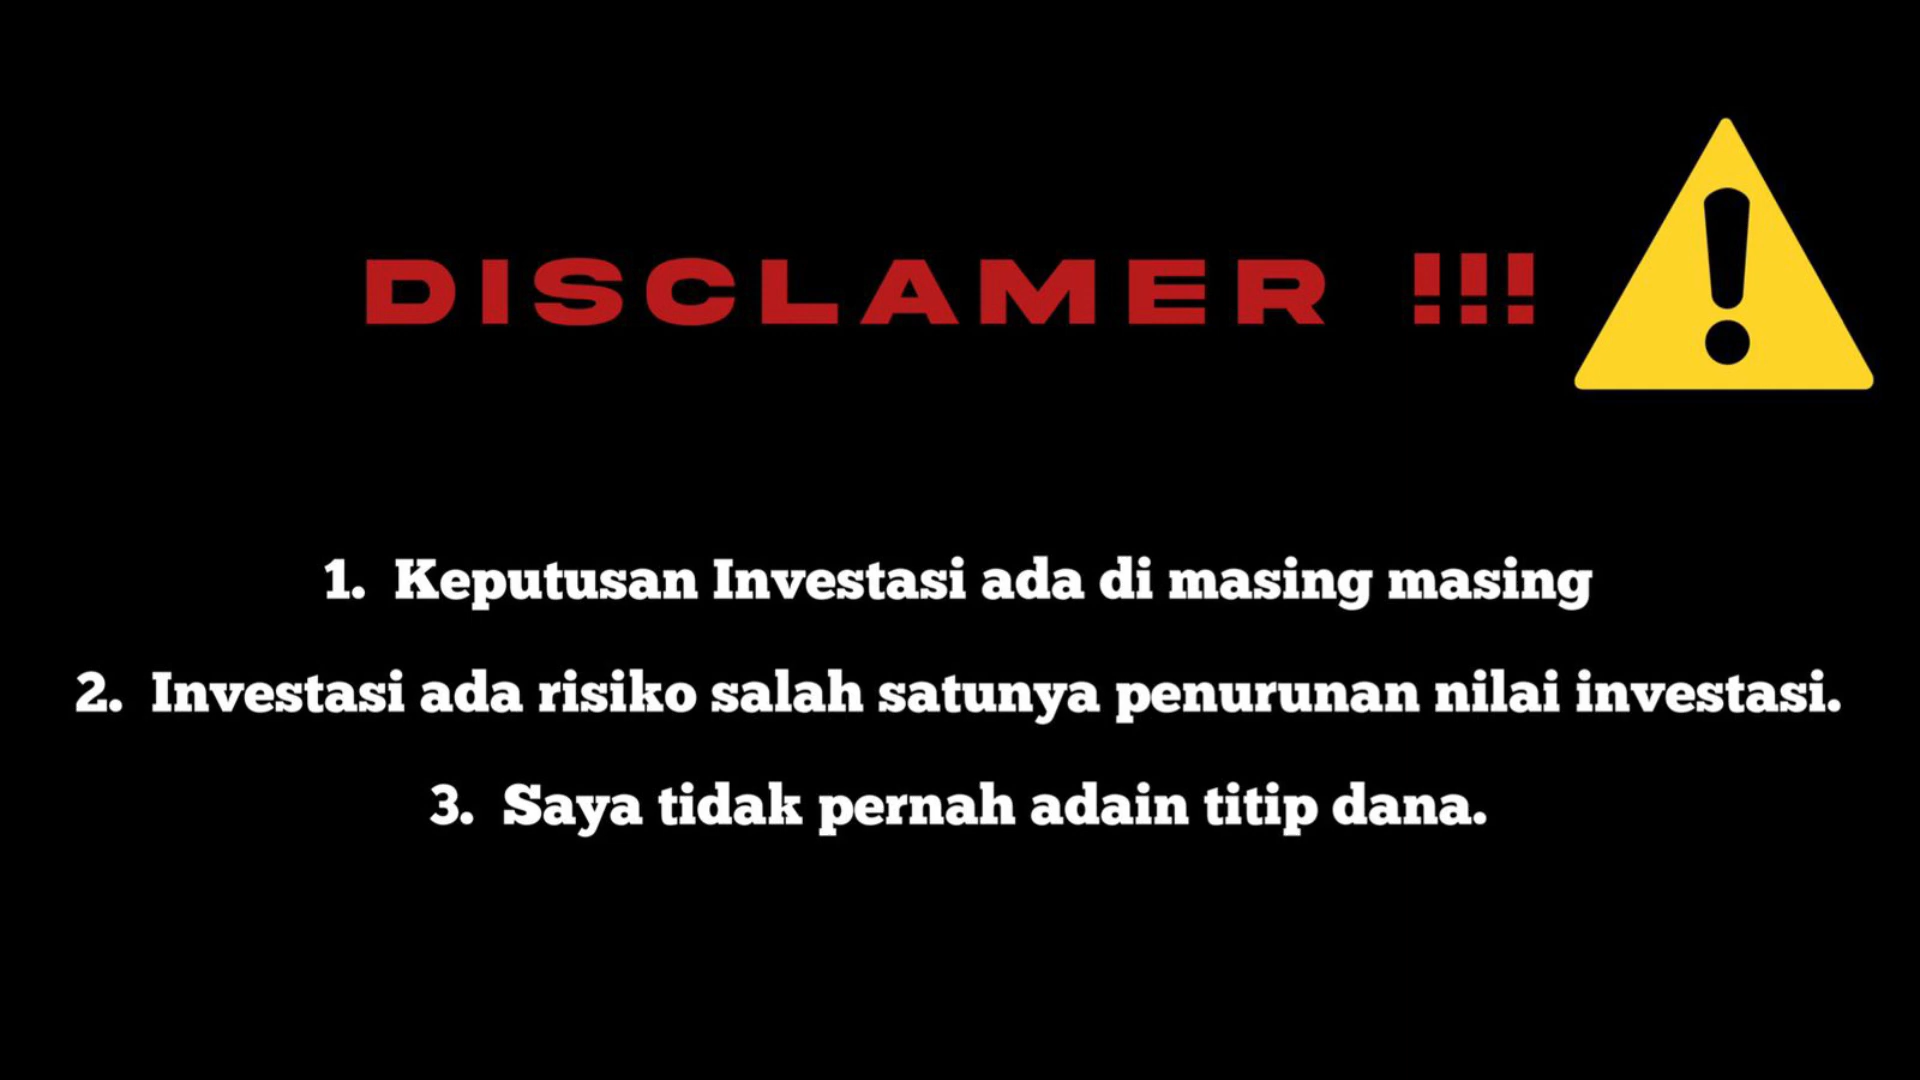 DISCLAMER !!!
1. Keputusan Investasi ada di masing masing
2. Investasi ada risiko salah satunya penurunan nilai investasi.
3. Saya tidak pernah adain titip dana.